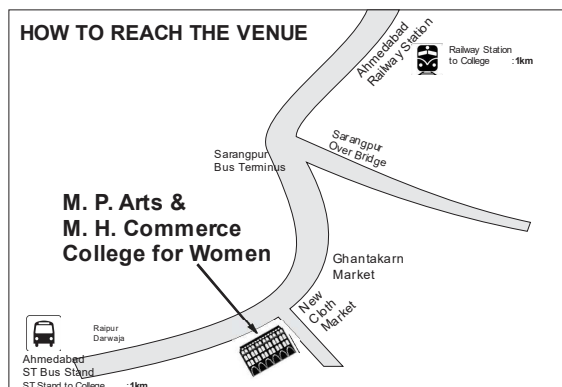 HOW TO REACH THE VENUE
Ahmedabad
Railway Station
Railway Station
to College :1km
Sarangpur
Over Bridge
Sarangpur
Bus Terminus
M. P. Arts &
M. H. Commerce
College for Women
Ghantakarn
Market
New
Cloth
Market
Raipur
Darwaja
Ahmedabad
ST Bus Stand
ST Stand to College :1km